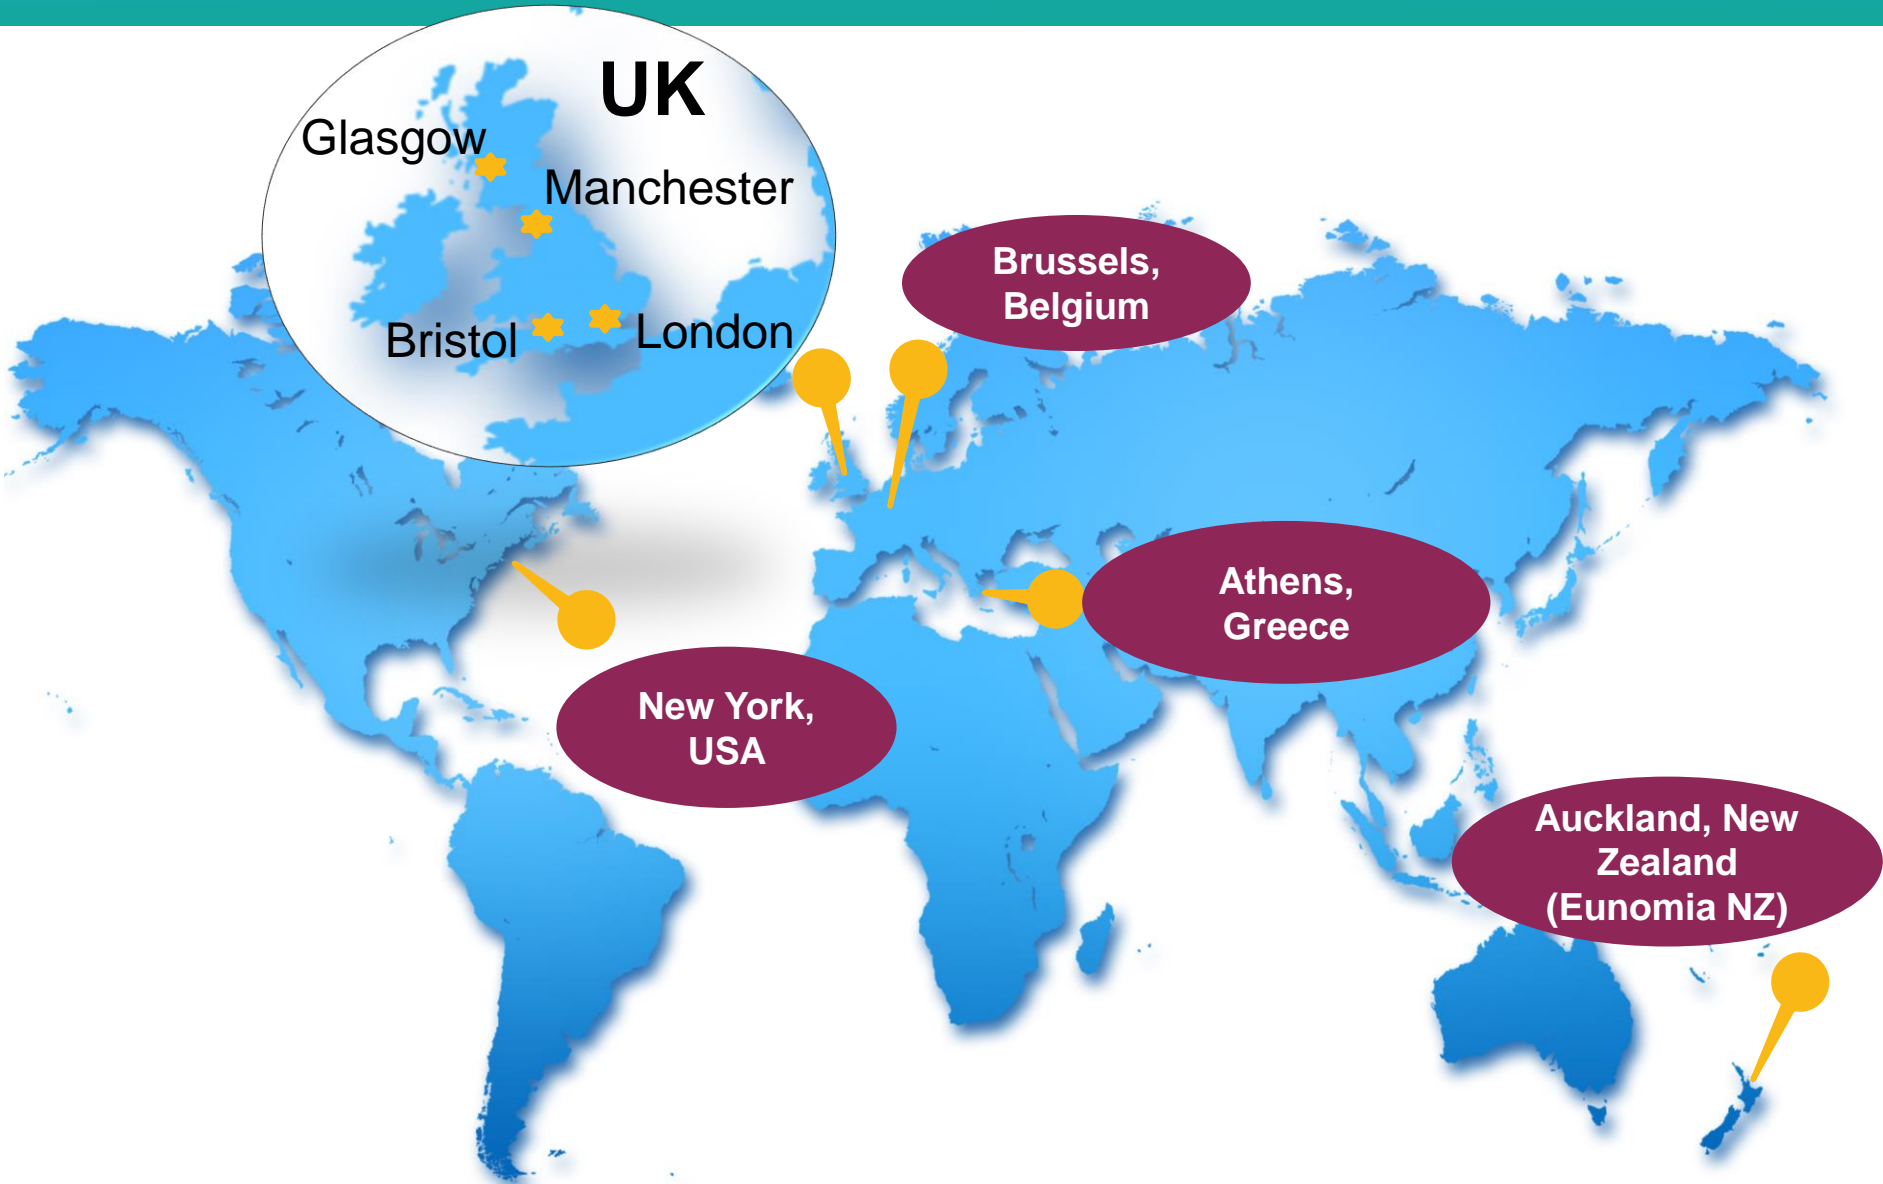 UK
Glasgow
Manchester
Bristol
London
Brussels,
Belgium
Athens,
Greece
New York,
USA
Auckland, New
Zealand
(Eunomia NZ)